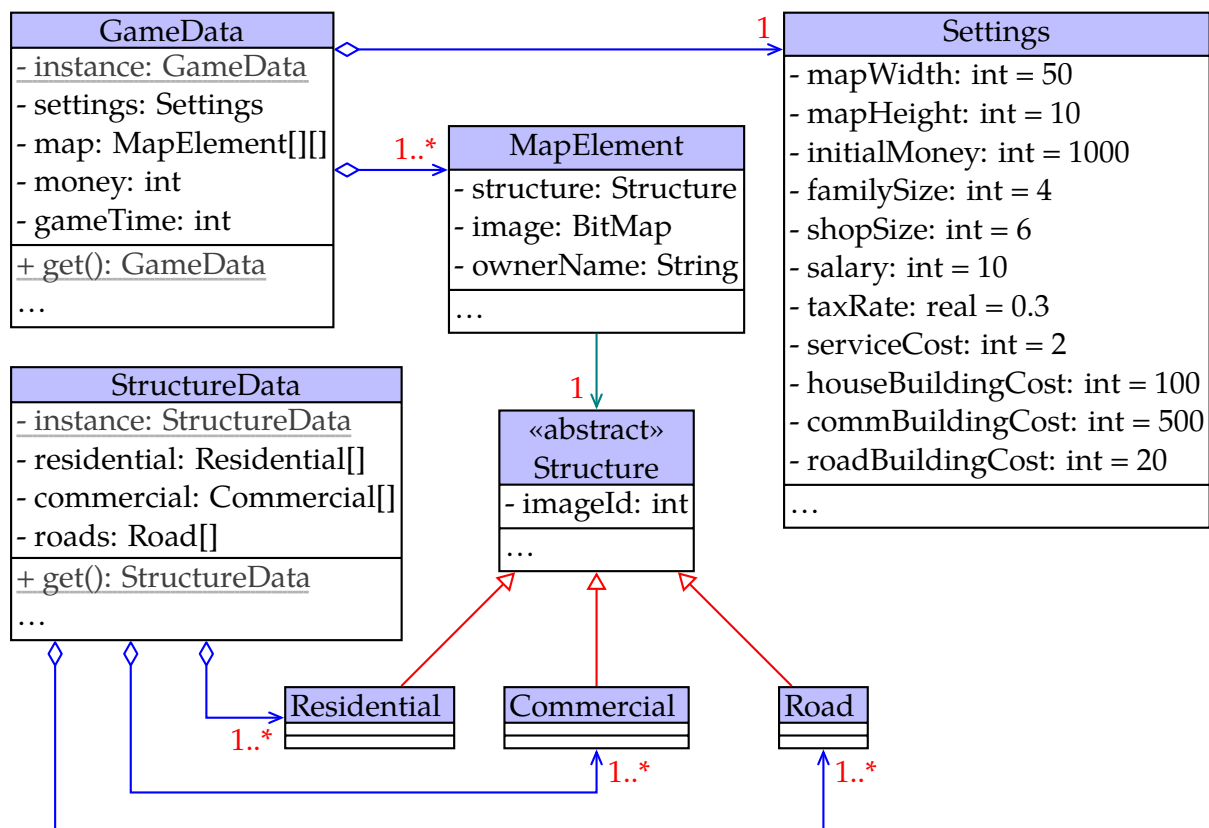 GameData
- instance: GameData
- settings: Settings
- map: MapElement[][]
- money: int
- gameTime: int
+ get(): GameData
…
1
1..*
MapElement
- structure: Structure
- image: BitMap
- ownerName: String
…
Settings
- mapWidth: int = 50
- mapHeight: int = 10
- initialMoney: int = 1000
- familySize: int = 4
- shopSize: int = 6
- salary: int = 10
- taxRate: real = 0.3
- serviceCost: int = 2
- houseBuildingCost: int = 100
- commBuildingCost: int = 500
- roadBuildingCost: int = 20
…
StructureData
- instance: StructureData
- residential: Residential[]
- commercial: Commercial[]
- roads: Road[]
+ get(): StructureData
…
1
«abstract»
Structure
- imageId: int
…
Residential
1..*
Commercial
1..*
Road
1..*